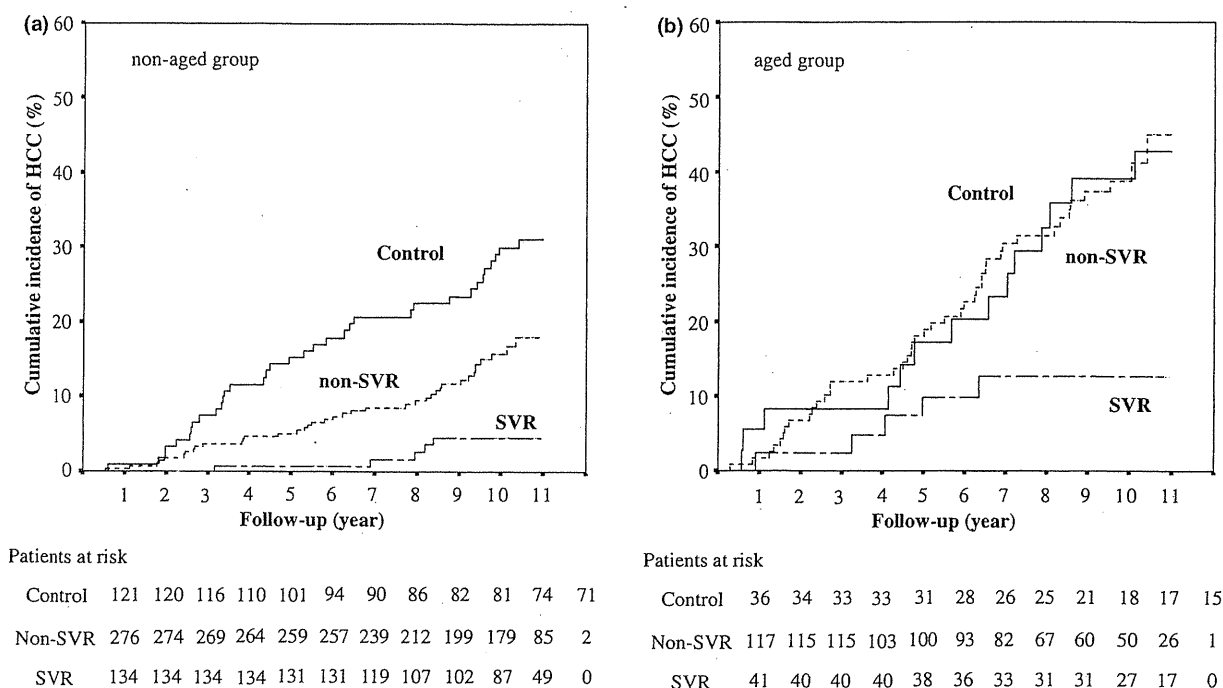 (a)
non-aged group
Cumulative incidence of HCC (%)
60
50
40
30
20
10
0
Control
non-SVR
SVR
1 2 3 4 5 6 7 8 9 10 11
Follow-up (year)
Patients at risk
Control 121 120 116 110 101 94 90 86 82 81 74 71
Non-SVR 276 274 269 264 259 257 239 212 199 179 85 2
SVR 134 134 134 134 131 131 119 107 102 87 49 0
(b)
aged group
Cumulative incidence of HCC (%)
60
50
40
30
20
10
0
Control
non-SVR
SVR
1 2 3 4 5 6 7 8 9 10 11
Follow-up (year)
Patients at risk
Control 36 34 33 33 31 28 26 25 21 18 17 15
Non-SVR 117 115 115 103 100 93 82 67 60 50 26 1
SVR 41 40 40 40 38 36 33 31 31 27 17 0